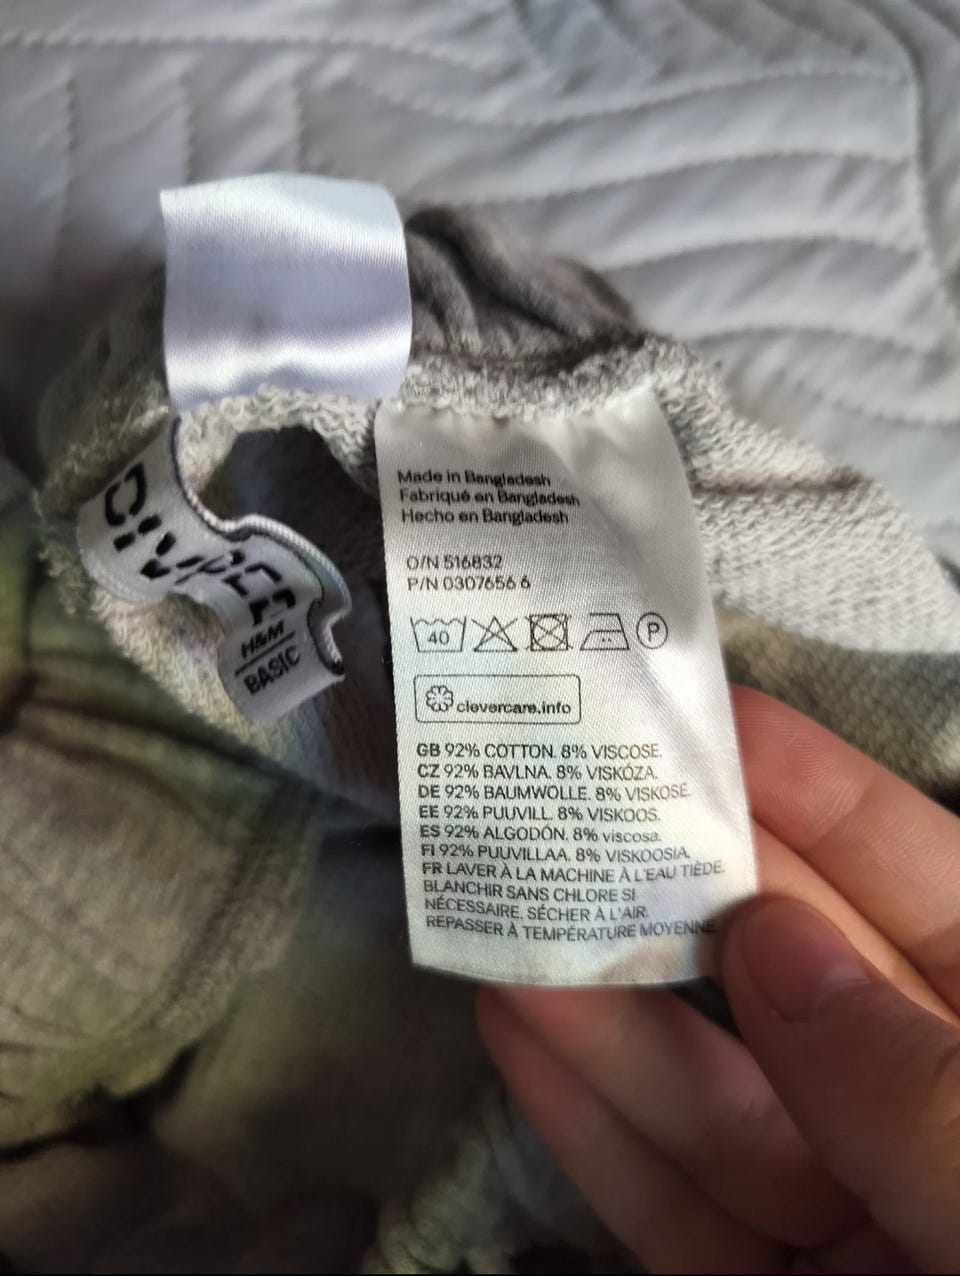 DIVIDED
H&M
BASIC
Made in Bangladesh
Fabriqué en Bangladesh
Hecho en Bangladesh
O/N 516832
P/N 0307656 6
40 P
clevercare.info
GB 92% COTTON. 8% VISCOSE.
CZ 92% BAVLNA. 8% VISKÓZA.
DE 92% BAUMWOLLE. 8% VISKOSE.
EE 92% PUUVILL. 8% VISKOOS.
ES 92% ALGODÓN. 8% viscosa.
FI 92% PUUVILLAA. 8% VISKOOSIA.
FR LAVER À LA MACHINE À L'EAU TIÈDE.
BLANCHIR SANS CHLORE SI
NÉCESSAIRE. SÉCHER À L'AIR.
REPASSER À TEMPÉRATURE MOYENNE.